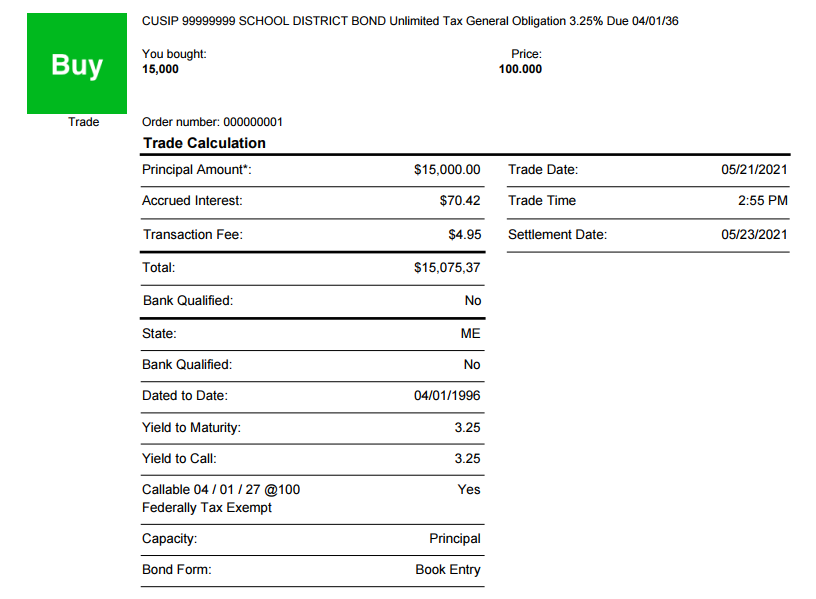 CUSIP 99999999 SCHOOL DISTRICT BOND Unlimited Tax General Obligation 3.25% Due 04/01/36
Buy
You bought: Price:
15,000 100.000
Trade Order number: 000000001
Trade Calculation
Principal Amount*: $15,000.00 Trade Date: 05/21/2021
Accrued Interest: $70.42 Trade Time 2:55 PM
Transaction Fee: $4.95 Settlement Date: 05/23/2021
Total: $15,075,37
Bank Qualified: No
State: ME
Bank Qualified: No
Dated to Date: 04/01/1996
Yield to Maturity: 3.25
Yield to Call: 3.25
Callable 04 / 01 / 27 @100 Yes
Federally Tax Exempt
Capacity: Principal
Bond Form: Book Entry